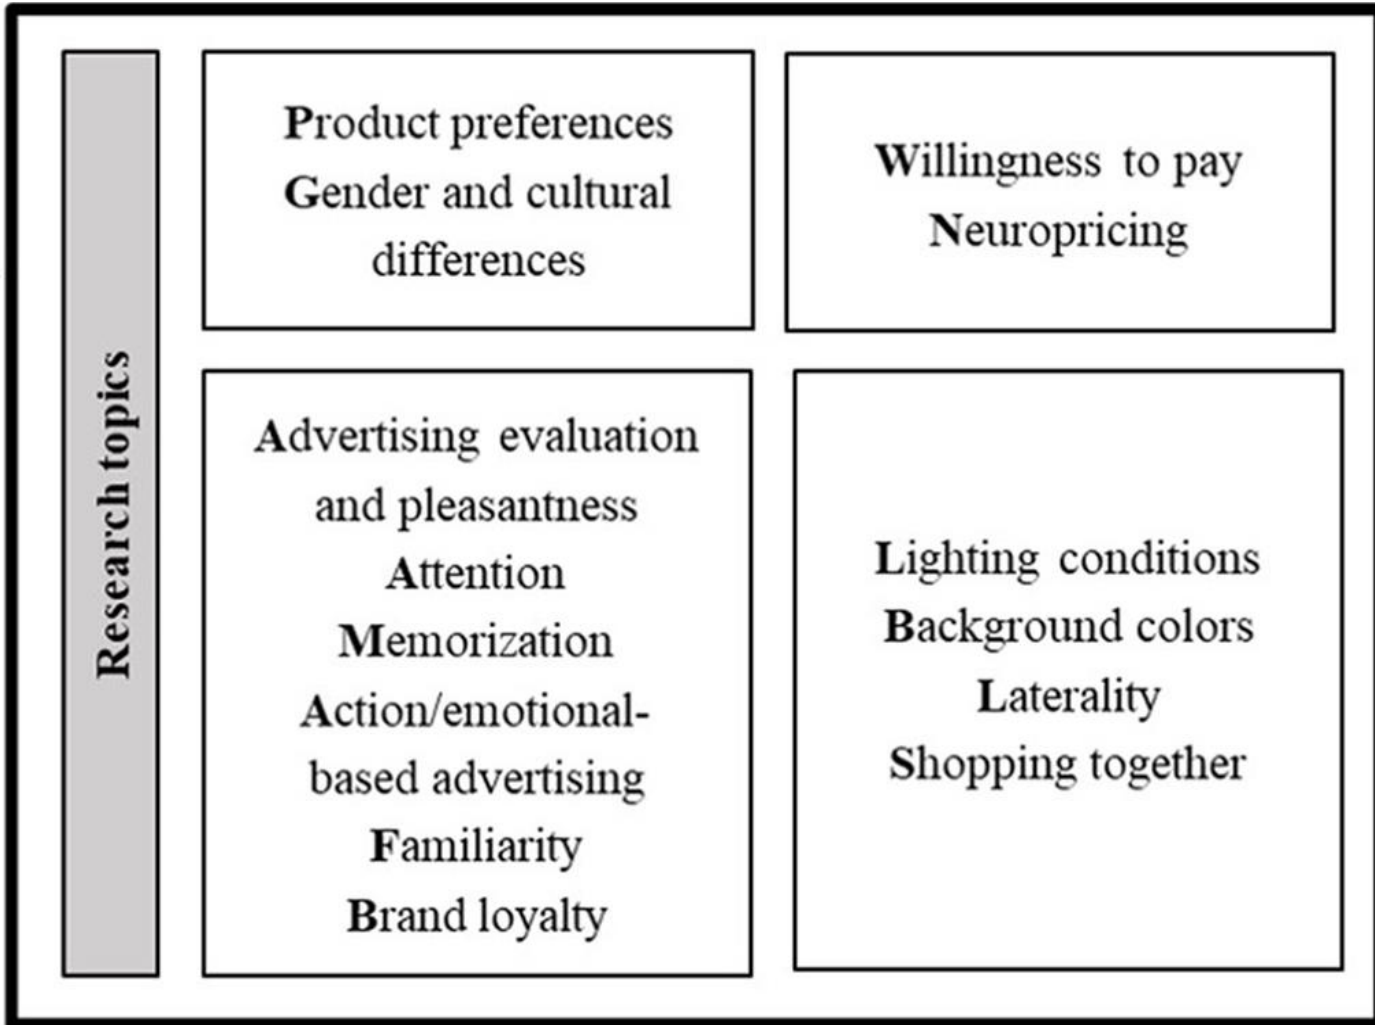 Research topics
Product preferences
Gender and cultural
differences
Willingness to pay
Neuropricing
Advertising evaluation
and pleasantness
Attention
Memorization
Action/emotional-
based advertising
Familiarity
Brand loyalty
Lighting conditions
Background colors
Laterality
Shopping together